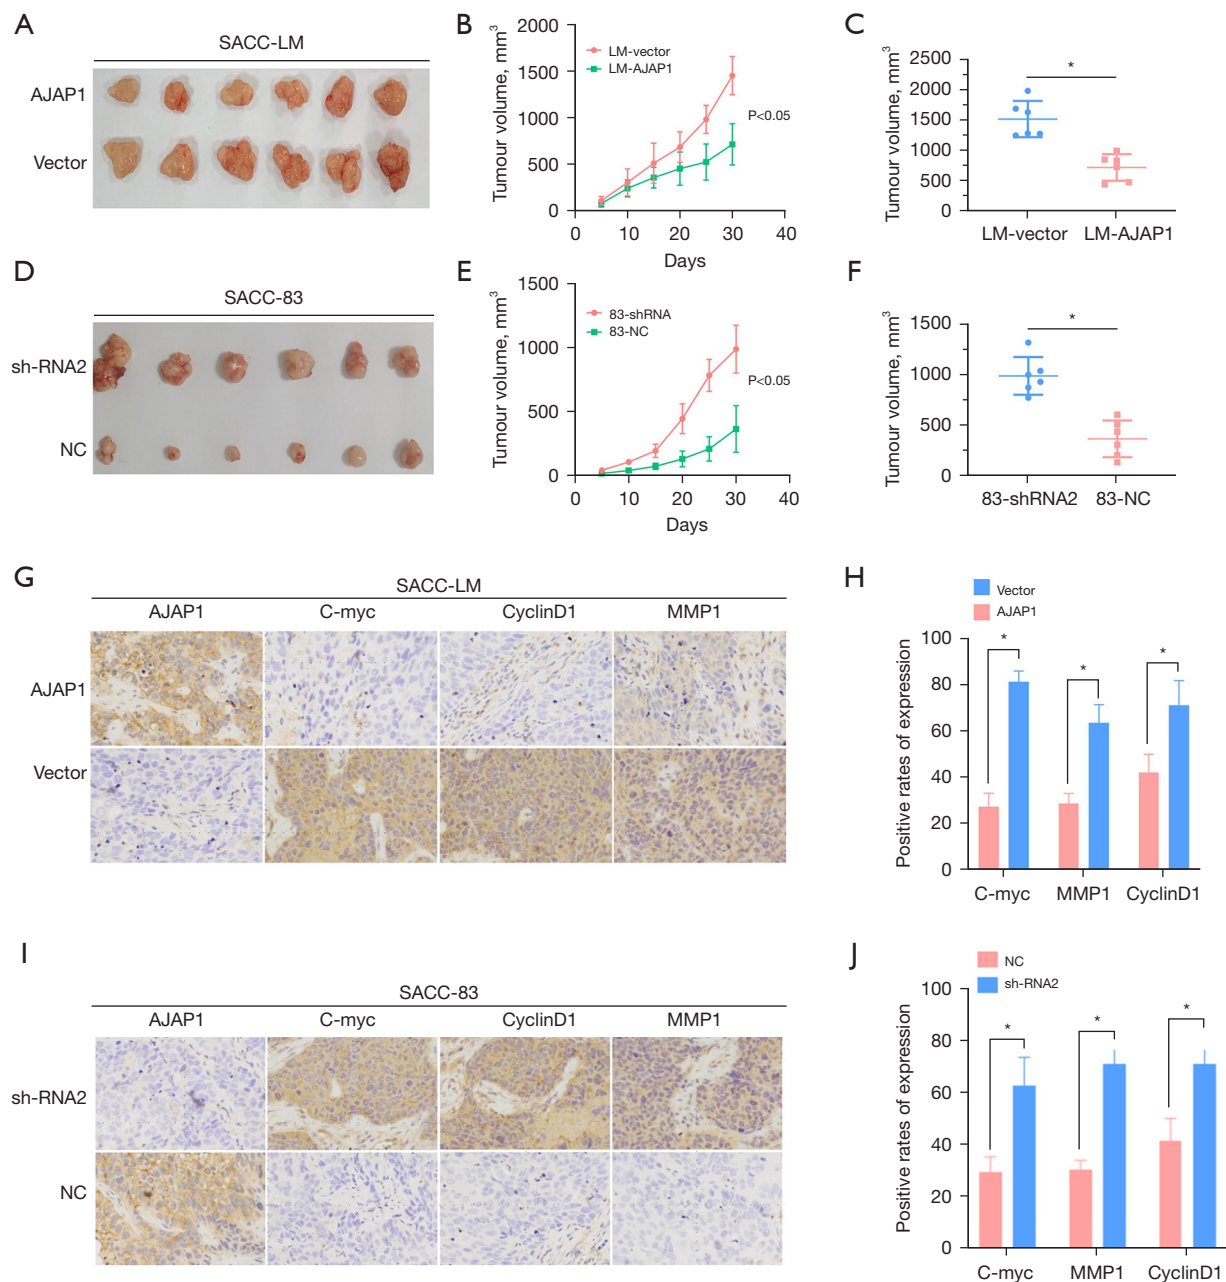 A
SACC-LM
AJAP1
Vector
B
Tumour volume, mm³
2000
1500
1000
500
0
LM-vector
LM-AJAP1
P<0.05
0 10 20 30 40
Days
C
Tumour volume, mm³
2500
2000
1500
1000
500
0
*
LM-vector LM-AJAP1
D
SACC-83
sh-RNA2
NC
E
Tumour volume, mm³
1500
1000
500
0
83-shRNA
83-NC
P<0.05
0 10 20 30 40
Days
F
Tumour volume, mm³
1500
1000
500
0
*
83-shRNA2 83-NC
G
SACC-LM
AJAP1 C-myc CyclinD1 MMP1
AJAP1
Vector
H
Vector
AJAP1
Positive rates of expression
100
80
60
40
20
0
* * *
C-myc MMP1 CyclinD1
I
SACC-83
AJAP1 C-myc CyclinD1 MMP1
sh-RNA2
NC
J
NC
sh-RNA2
Positive rates of expression
100
80
60
40
20
0
* * *
C-myc MMP1 CyclinD1